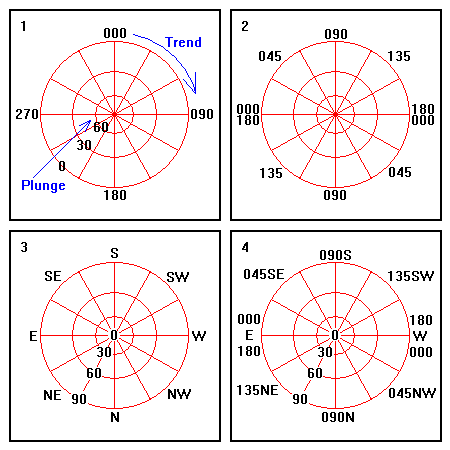 1
000
Trend
270
090
60
30
0
Plunge
180
2
090
045
135
000
180
180
000
135
045
090
3
S
SE
SW
E
0
W
30
60
NE
90
NW
N
4
090S
045SE
135SW
000
180
E
0
W
180
30
000
60
135NE
90
045NW
090N